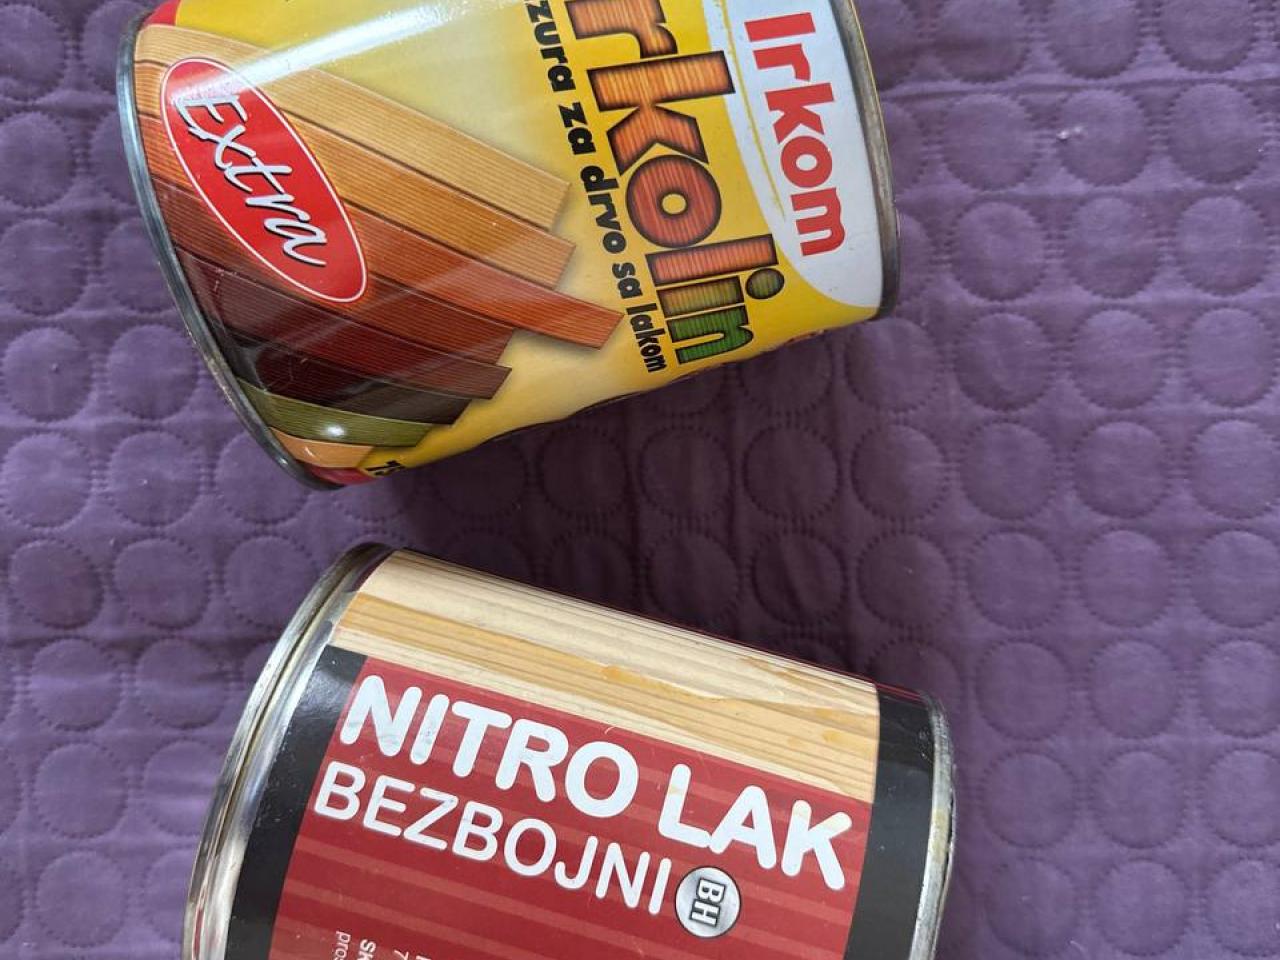 Irkom
rkolin
zura za drvo sa lakom
Extra
NITRO LAK
BEZBOJNI
BH